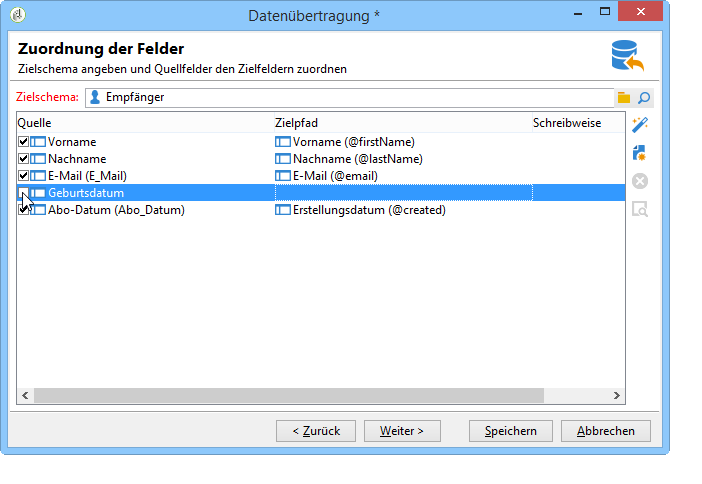 Datenübertragung *
Zuordnung der Felder
Zielschema angeben und Quellfelder den Zielfeldern zuordnen
Zielschema: Empfänger
Quelle Zielpfad Schreibweise
Vorname Vorname (@firstName)
Nachname Nachname (@lastName)
E-Mail (E_Mail) E-Mail (@email)
Geburtsdatum
Abo-Datum (Abo_Datum) Erstellungsdatum (@created)
< Zurück Weiter > Speichern Abbrechen